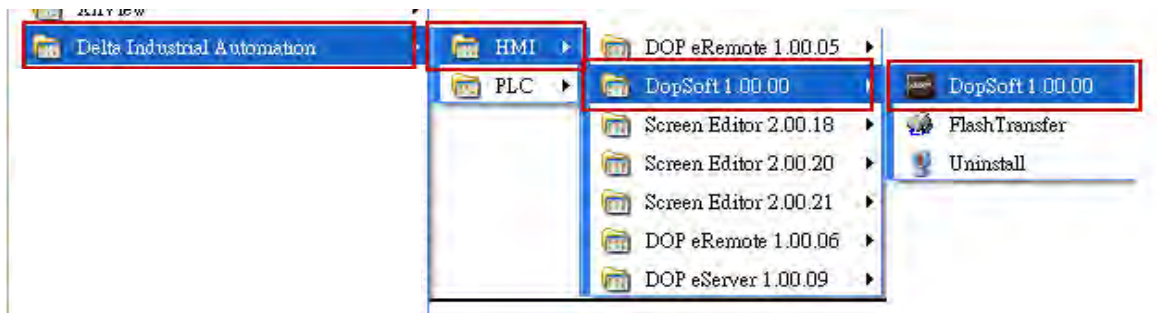 Delta Industrial Automation
HMI
PLC
DOP eRemote 1.00.05
DopSoft 1.00.00
Screen Editor 2.00.18
Screen Editor 2.00.20
Screen Editor 2.00.21
DOP eRemote 1.00.06
DOP eServer 1.00.09
DopSoft 1.00.00
FlashTransfer
Uninstall